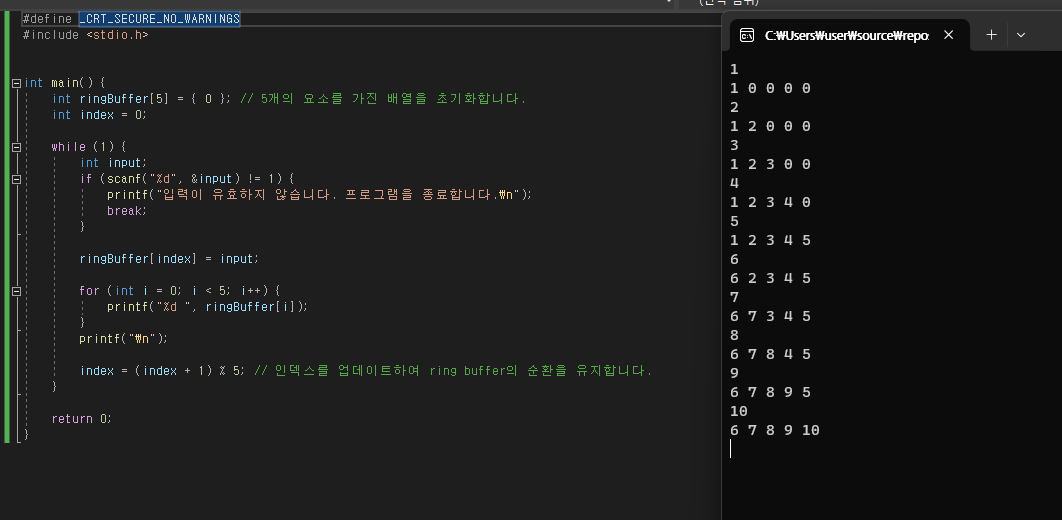 (전역 범위)
#define _CRT_SECURE_NO_WARNINGS
#include <stdio.h>
int main() {
int ringBuffer[5] = { 0 }; // 5개의 요소를 가진 배열을 초기화합니다.
int index = 0;
while (1) {
int input;
if (scanf("%d", &input) != 1) {
printf("입력이 유효하지 않습니다. 프로그램을 종료합니다.₩n");
break;
}
ringBuffer[index] = input;
for (int i = 0; i < 5; i++) {
printf("%d ", ringBuffer[i]);
}
printf("₩n");
index = (index + 1) % 5; // 인덱스를 업데이트하여 ring buffer의 순환을 유지합니다.
}
return 0;
}
C:₩Users₩user₩source₩repo
1
1 0 0 0 0
2
1 2 0 0 0
3
1 2 3 0 0
4
1 2 3 4 0
5
1 2 3 4 5
6
6 2 3 4 5
7
6 7 3 4 5
8
6 7 8 4 5
9
6 7 8 9 5
10
6 7 8 9 10